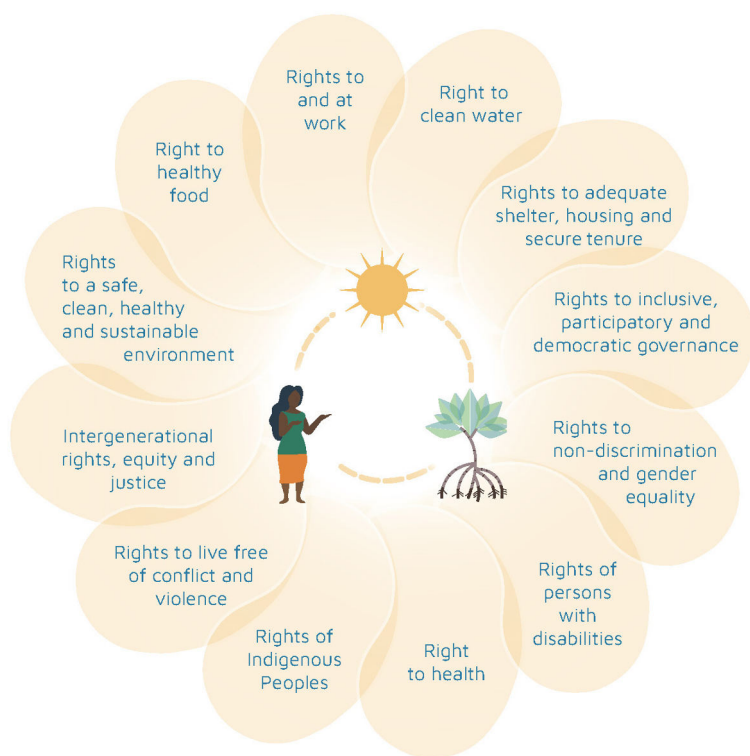 Rights to
and at
work
Right to
clean water
Rights to adequate
shelter, housing and
secure tenure
Rights to inclusive,
participatory and
democratic governance
Rights to
non-discrimination
and gender
equality
Rights of
persons
with
disabilities
Right
to health
Rights of
Indigenous
Peoples
Rights to live free
of conflict and
violence
Intergenerational
rights, equity and
justice
Rights
to a safe,
clean, healthy
and sustainable
environment
Right to
healthy
food